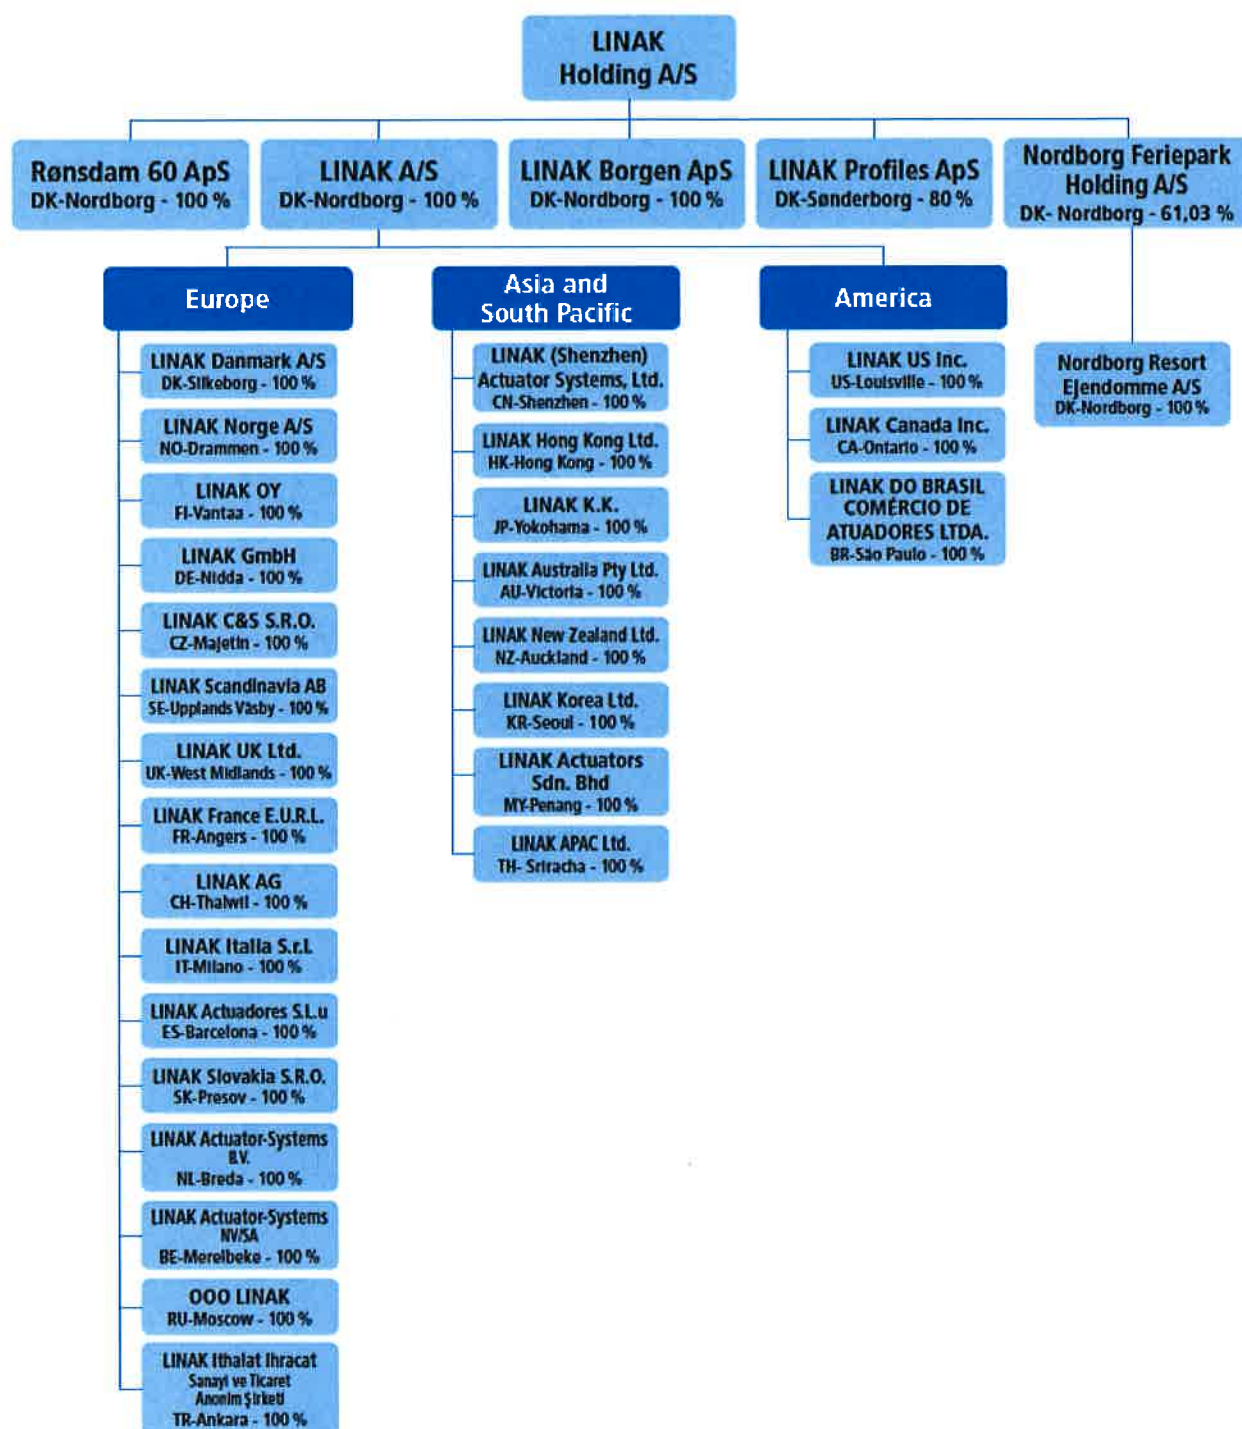 LINAK
Holding A/S
Rønsdam 60 ApS
DK-Nordborg - 100 %
LINAK A/S
DK-Nordborg - 100 %
LINAK Borgen ApS
DK-Nordborg - 100 %
LINAK Profiles ApS
DK-Sønderborg - 80 %
Nordborg Feriepark
Holding A/S
DK- Nordborg - 61,03 %
Europe
LINAK Danmark A/S
DK-Silkeborg - 100 %
LINAK Norge A/S
NO-Drammen - 100 %
LINAK OY
FI-Vantaa - 100 %
LINAK GmbH
DE-Nidda - 100 %
LINAK C&S S.R.O.
CZ-Majetin - 100 %
LINAK Scandinavia AB
SE-Upplands Väsby - 100 %
LINAK UK Ltd.
UK-West Midlands - 100 %
LINAK France E.U.R.L.
FR-Angers - 100 %
LINAK AG
CH-Thalwil - 100 %
LINAK Italia S.r.L
IT-Milano - 100 %
LINAK Actuadores S.L.u
ES-Barcelona - 100 %
LINAK Slovakia S.R.O.
SK-Presov - 100 %
LINAK Actuator-Systems
B.V.
NL-Breda - 100 %
LINAK Actuator-Systems
NV/SA
BE-Merelbeke - 100 %
OOO LINAK
RU-Moscow - 100 %
LINAK Ithalat Ihracat
Sanayi ve Ticaret
Anonim Şirketi
TR-Ankara - 100 %
Asia and
South Pacific
LINAK (Shenzhen)
Actuator Systems, Ltd.
CN-Shenzhen - 100 %
LINAK Hong Kong Ltd.
HK-Hong Kong - 100 %
LINAK K.K.
JP-Yokohama - 100 %
LINAK Australia Pty Ltd.
AU-Victoria - 100 %
LINAK New Zealand Ltd.
NZ-Auckland - 100 %
LINAK Korea Ltd.
KR-Seoul - 100 %
LINAK Actuators
Sdn. Bhd
MY-Penang - 100 %
LINAK APAC Ltd.
TH- Sriracha - 100 %
America
LINAK US Inc.
US-Louisville - 100 %
LINAK Canada Inc.
CA-Ontario - 100 %
LINAK DO BRASIL
COMÉRCIO DE
ATUADORES LTDA.
BR-São Paulo - 100 %
Nordborg Resort
Ejendomme A/S
DK-Nordborg - 100 %